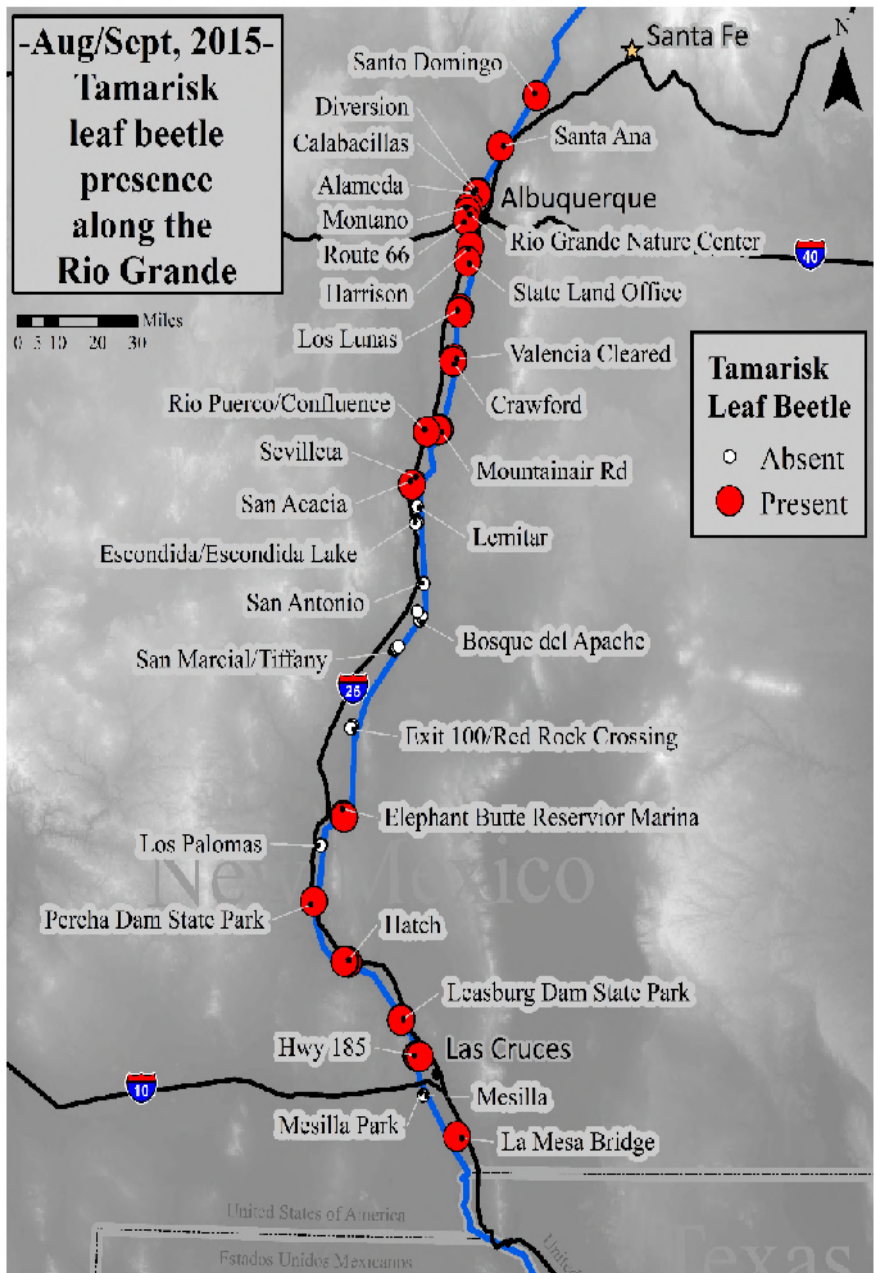 -Aug/Sept, 2015-
Tamarisk
leaf beetle
presence
along the
Rio Grande
Miles
0 5 10 20 30
N
Santa Fe
Santo Domingo
Diversion
Santa Ana
Calabacillas
Alameda
Albuquerque
Montano
Rio Grande Nature Center
Route 66
40
Harrison
State Land Office
Los Lunas
Valencia Cleared
Crawford
Tamarisk
Leaf Beetle
Absent
Present
Rio Puerco/Confluence
Sevilleta
Mountainair Rd
San Acacia
Lemitar
Escondida/Escondida Lake
San Antonio
Bosque del Apache
San Marcial/Tiffany
25
Exit 100/Red Rock Crossing
Elephant Butte Reservior Marina
Los Palomas
New Mexico
Percha Dam State Park
Hatch
Leasburg Dam State Park
Hwy 185
Las Cruces
10
Mesilla
Mesilla Park
La Mesa Bridge
United States of America
Estados Unidos Mexicanos
United
Texas